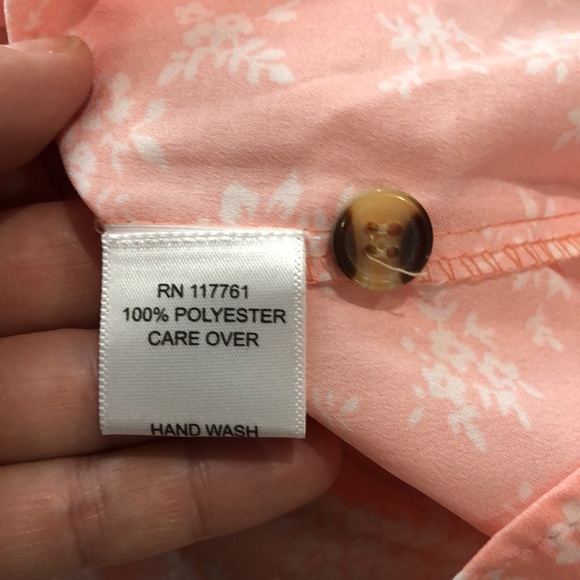 RN 117761
100% POLYESTER
CARE OVER
HAND WASH